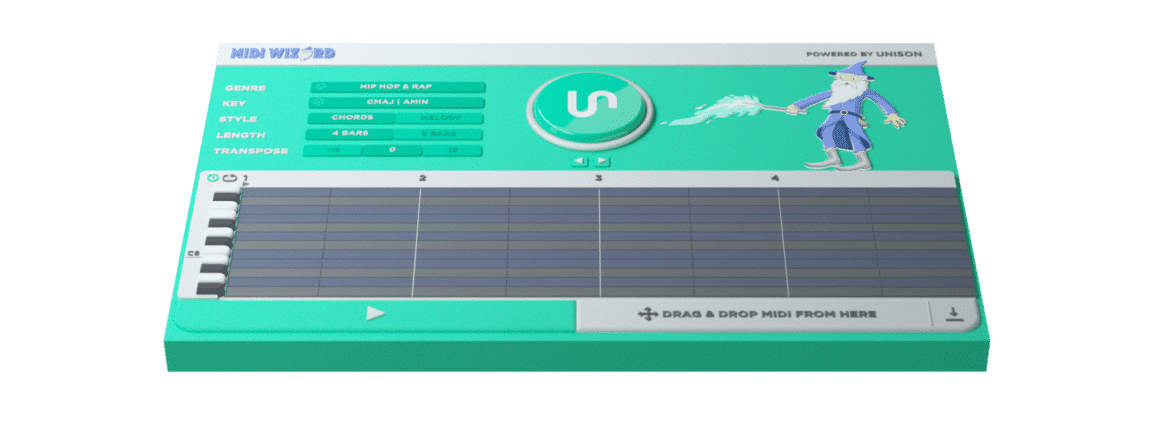 MIDI WIZARD
POWERED BY UNISON
GENRE HIP HOP & RAP
KEY CMAJ | AMIN
STYLE CHORDS MELODY
LENGTH 4 BARS 8 BARS
TRANSPOSE -12 0 12
1 2 3 4
DRAG & DROP MIDI FROM HERE